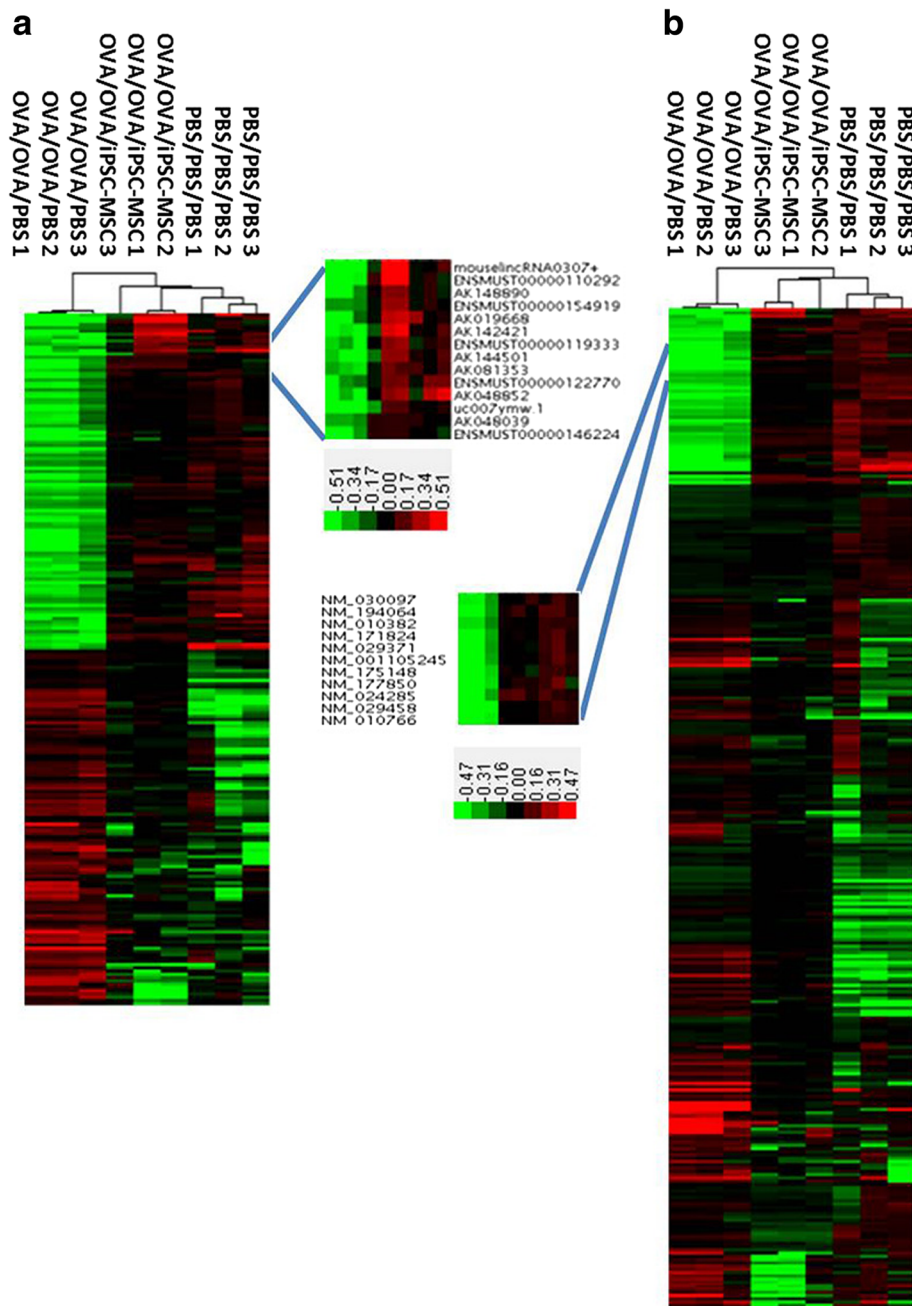 a
b
OVA/OVA/PBS 1
OVA/OVA/PBS 2
OVA/OVA/PBS 3
OVA/OVA/iPSC-MSC3
OVA/OVA/iPSC-MSC1
OVA/OVA/iPSC-MSC2
PBS/PBS/PBS 1
PBS/PBS/PBS 2
PBS/PBS/PBS 3
OVA/OVA/PBS 1
OVA/OVA/PBS 2
OVA/OVA/PBS 3
OVA/OVA/iPSC-MSC3
OVA/OVA/iPSC-MSC1
OVA/OVA/iPSC-MSC2
PBS/PBS/PBS 1
PBS/PBS/PBS 2
PBS/PBS/PBS 3
mouselincRNA0307+
ENSMUST00000110292
AK148890
ENSMUST00000154919
AK019668
AK142421
ENSMUST00000119333
AK144501
AK081353
ENSMUST00000122770
AK048852
uc007ymw.1
AK048039
ENSMUST00000146224
-0.51
-0.34
-0.17
0.00
0.17
0.34
0.51
NM_030097
NM_194064
NM_010382
NM_171824
NM_029371
NM_001105245
NM_175148
NM_177850
NM_024285
NM_029458
NM_010766
-0.47
-0.31
-0.16
0.00
0.16
0.31
0.47